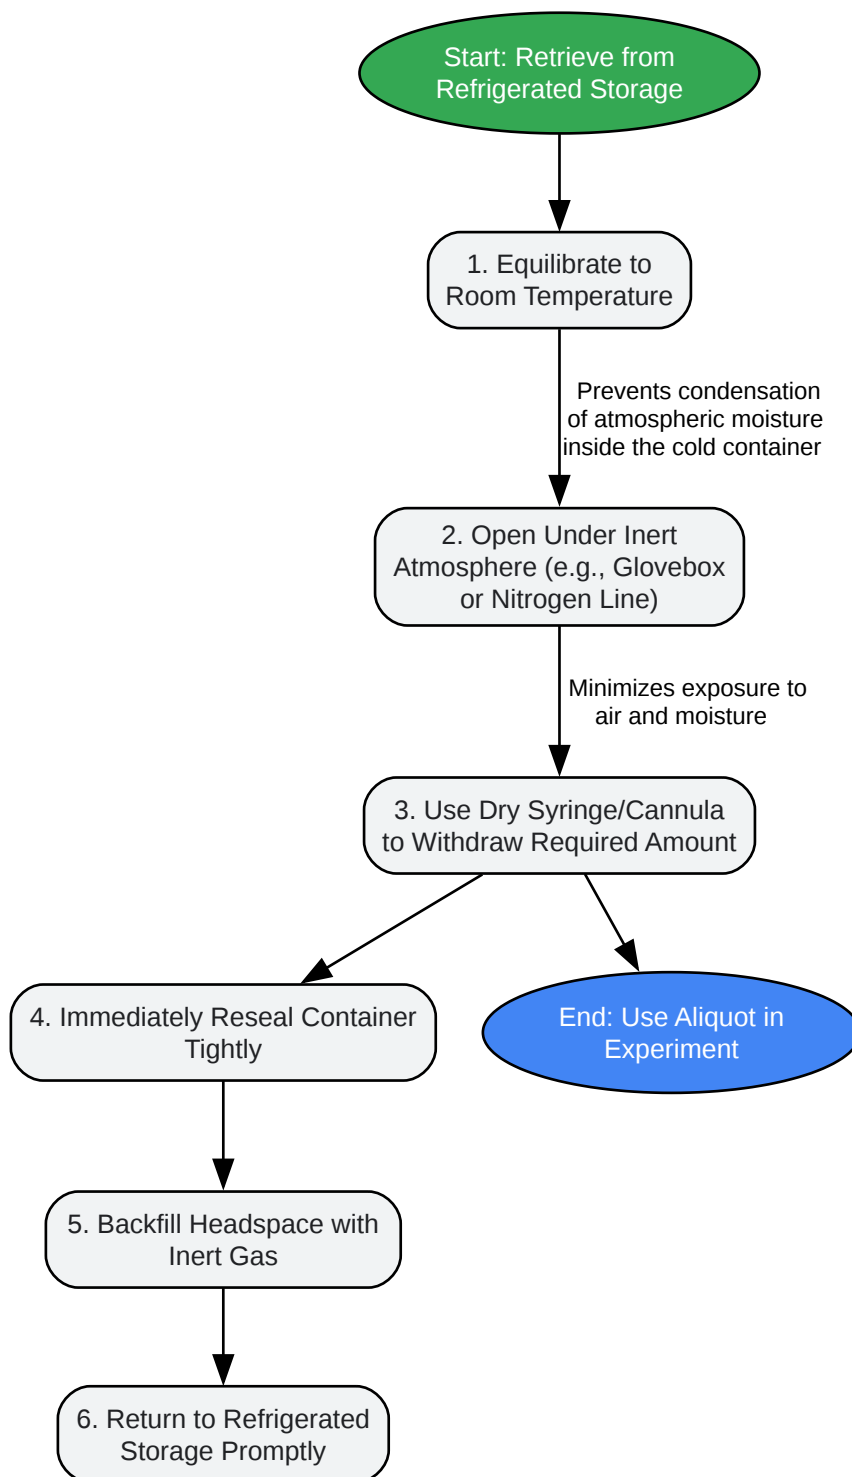 Start: Retrieve from
Refrigerated Storage
1. Equilibrate to
Room Temperature
Prevents condensation
of atmospheric moisture
inside the cold container
2. Open Under Inert
Atmosphere (e.g., Glovebox
or Nitrogen Line)
Minimizes exposure to
air and moisture
3. Use Dry Syringe/Cannula
to Withdraw Required Amount
4. Immediately Reseal Container
Tightly
End: Use Aliquot in
Experiment
5. Backfill Headspace with
Inert Gas
6. Return to Refrigerated
Storage Promptly